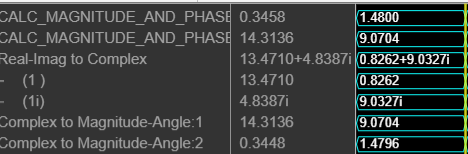 CALC_MAGNITUDE_AND_PHASE 0.3458 1.4800
CALC_MAGNITUDE_AND_PHASE 14.3136 9.0704
Real-Imag to Complex 13.4710+4.8387i 0.8262+9.0327i
- (1 ) 13.4710 0.8262
- (1i) 4.8387i 9.0327i
Complex to Magnitude-Angle:1 14.3136 9.0704
Complex to Magnitude-Angle:2 0.3448 1.4796